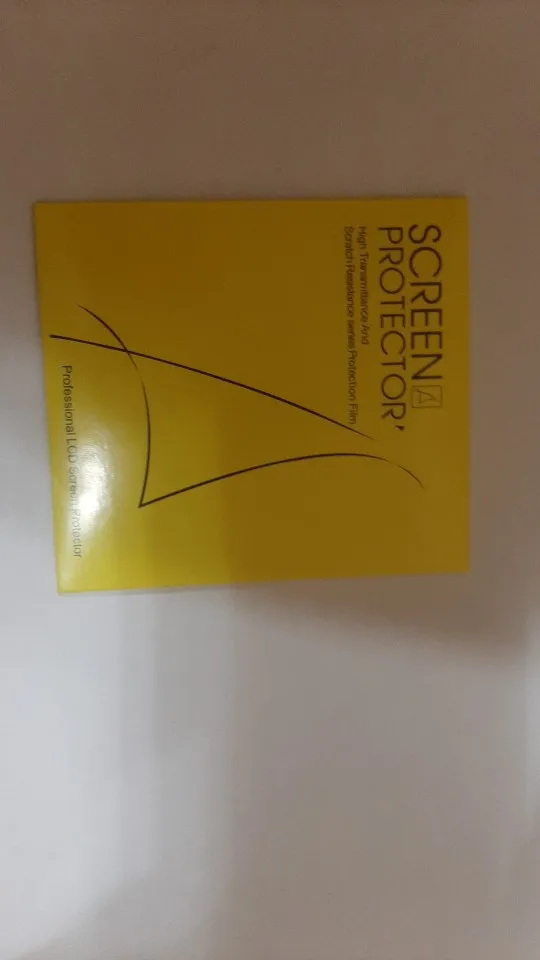 SCREEN A
PROTECTOR'
High Transmittance And
Scratch Resistance series Protection Film
Professional LCD Screen Protector